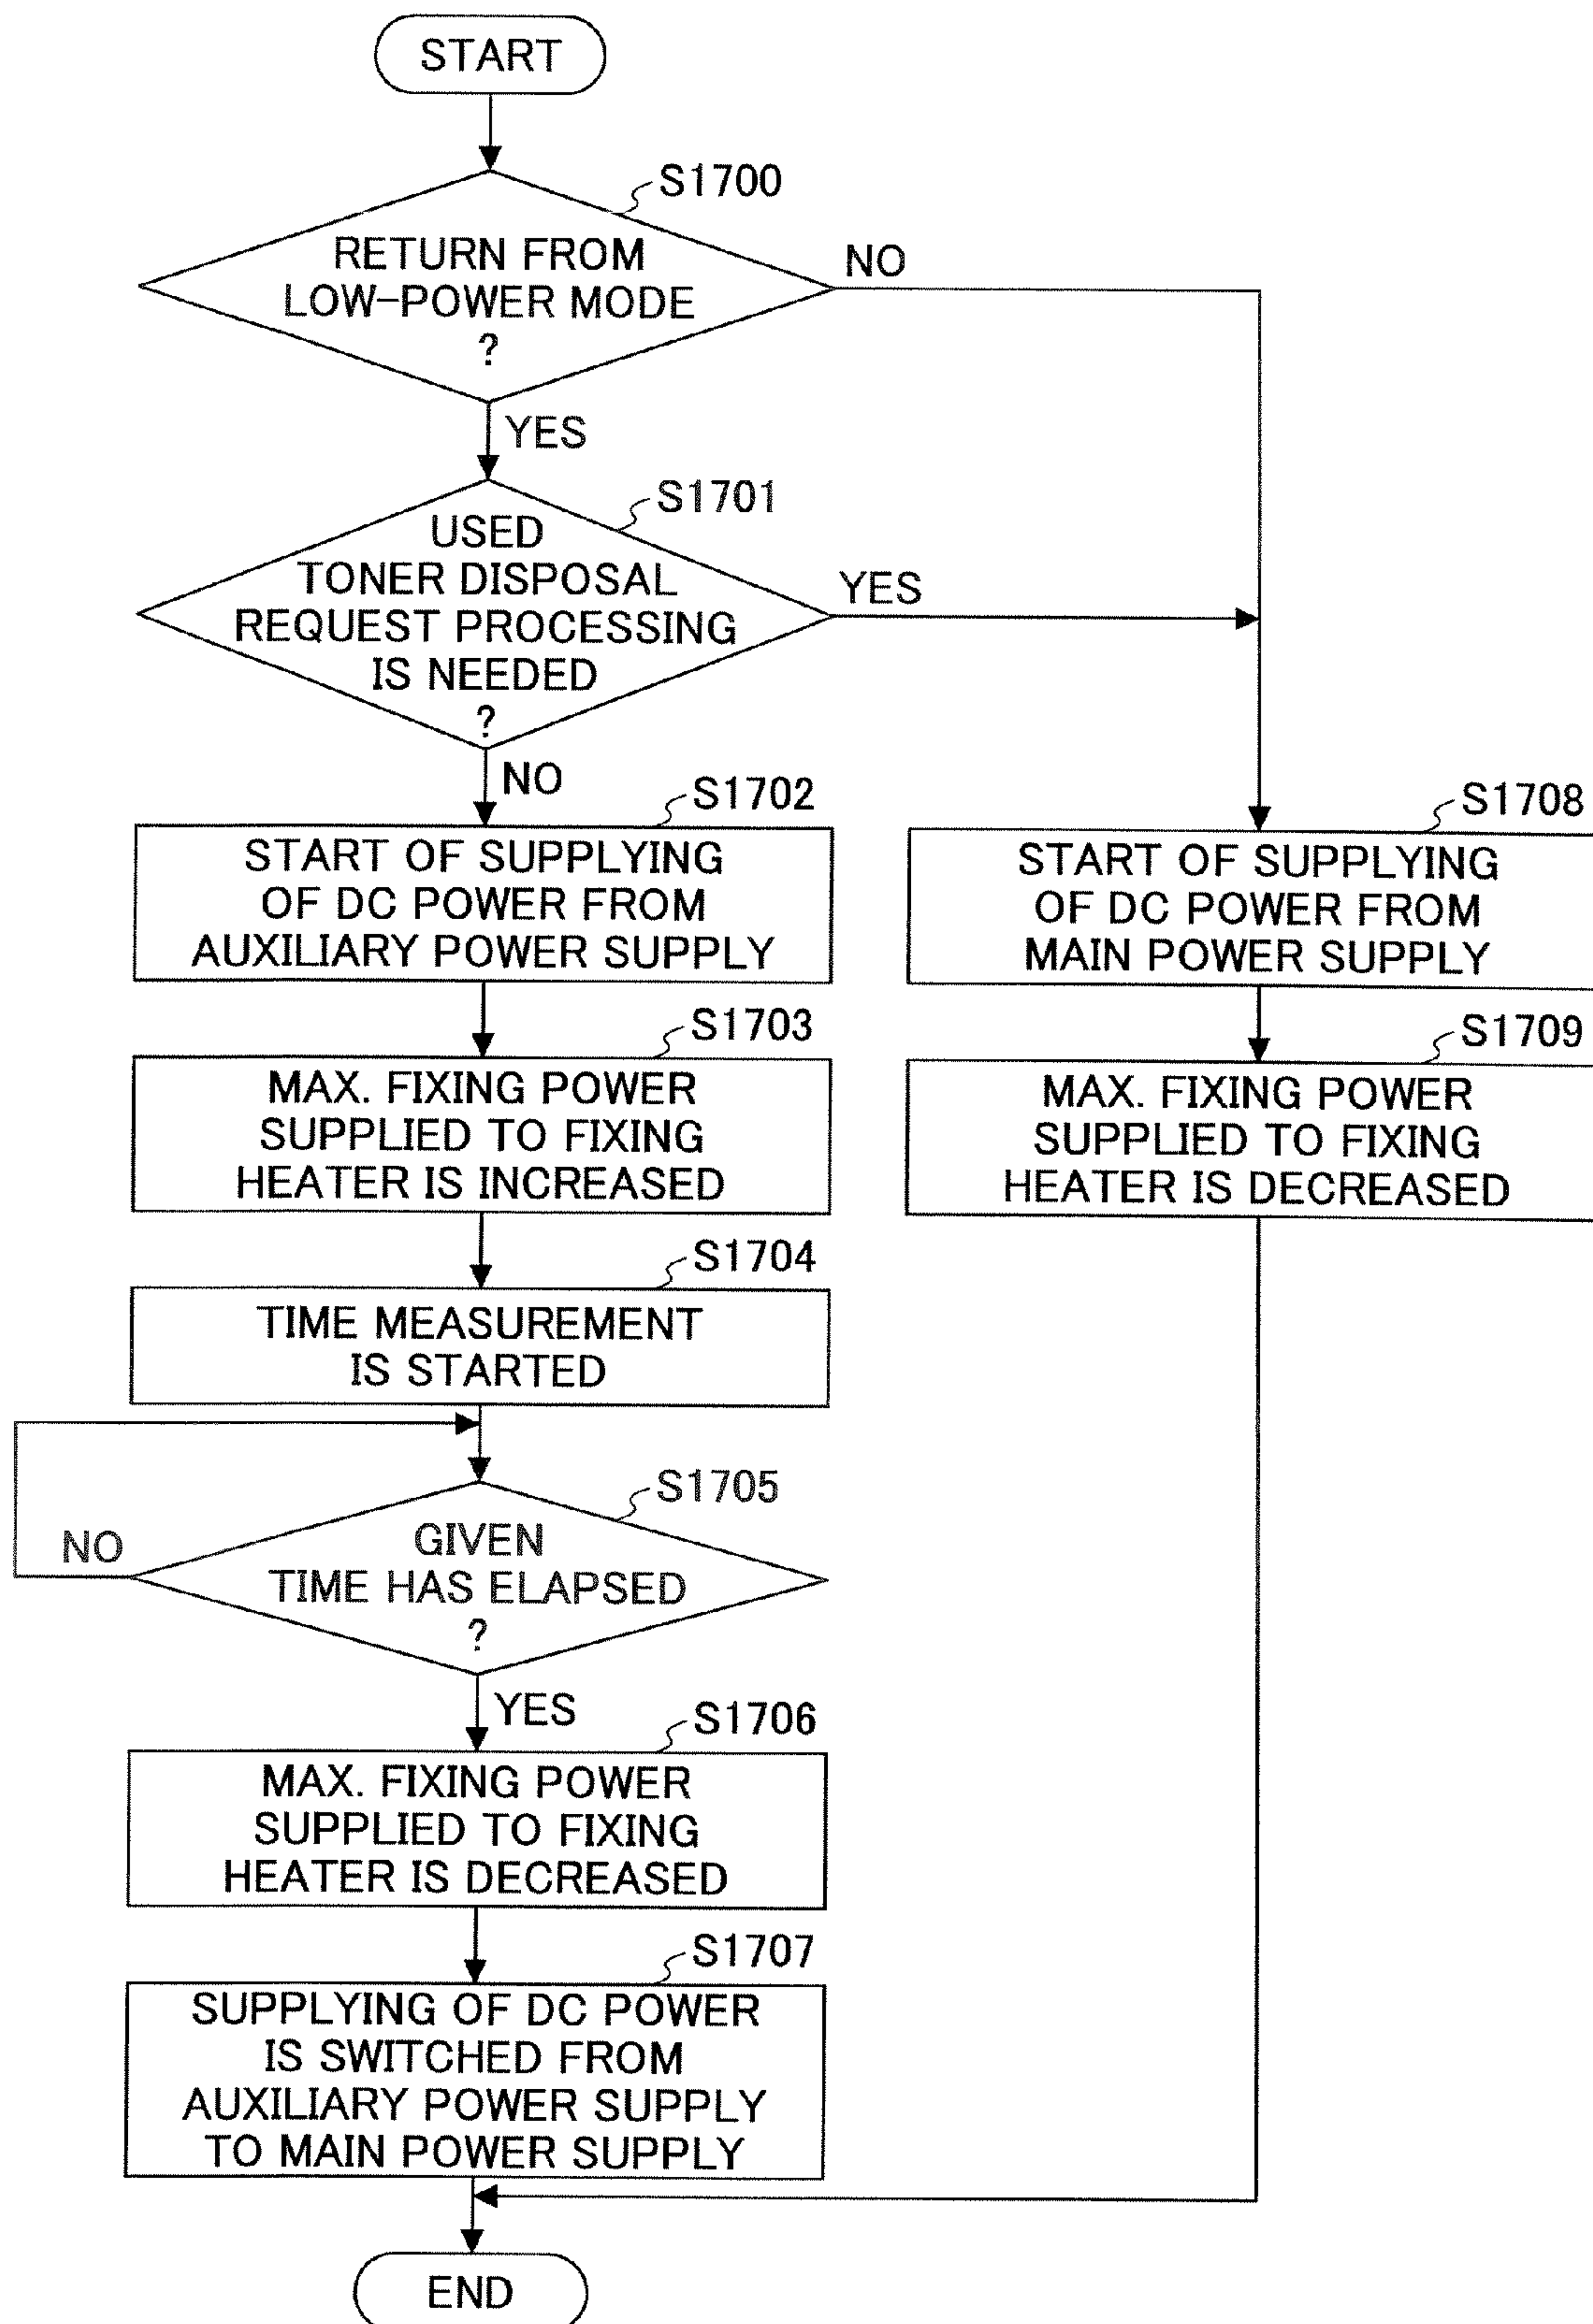 START
S1700
RETURN FROM
LOW-POWER MODE
?
NO
YES
S1701
USED
TONER DISPOSAL
REQUEST PROCESSING
IS NEEDED
?
YES
NO
S1702
START OF SUPPLYING
OF DC POWER FROM
AUXILIARY POWER SUPPLY
S1708
START OF SUPPLYING
OF DC POWER FROM
MAIN POWER SUPPLY
S1703
MAX. FIXING POWER
SUPPLIED TO FIXING
HEATER IS INCREASED
S1709
MAX. FIXING POWER
SUPPLIED TO FIXING
HEATER IS DECREASED
S1704
TIME MEASUREMENT
IS STARTED
S1705
GIVEN
TIME HAS ELAPSED
?
NO
YES
S1706
MAX. FIXING POWER
SUPPLIED TO FIXING
HEATER IS DECREASED
S1707
SUPPLYING OF DC POWER
IS SWITCHED FROM
AUXILIARY POWER SUPPLY
TO MAIN POWER SUPPLY
END